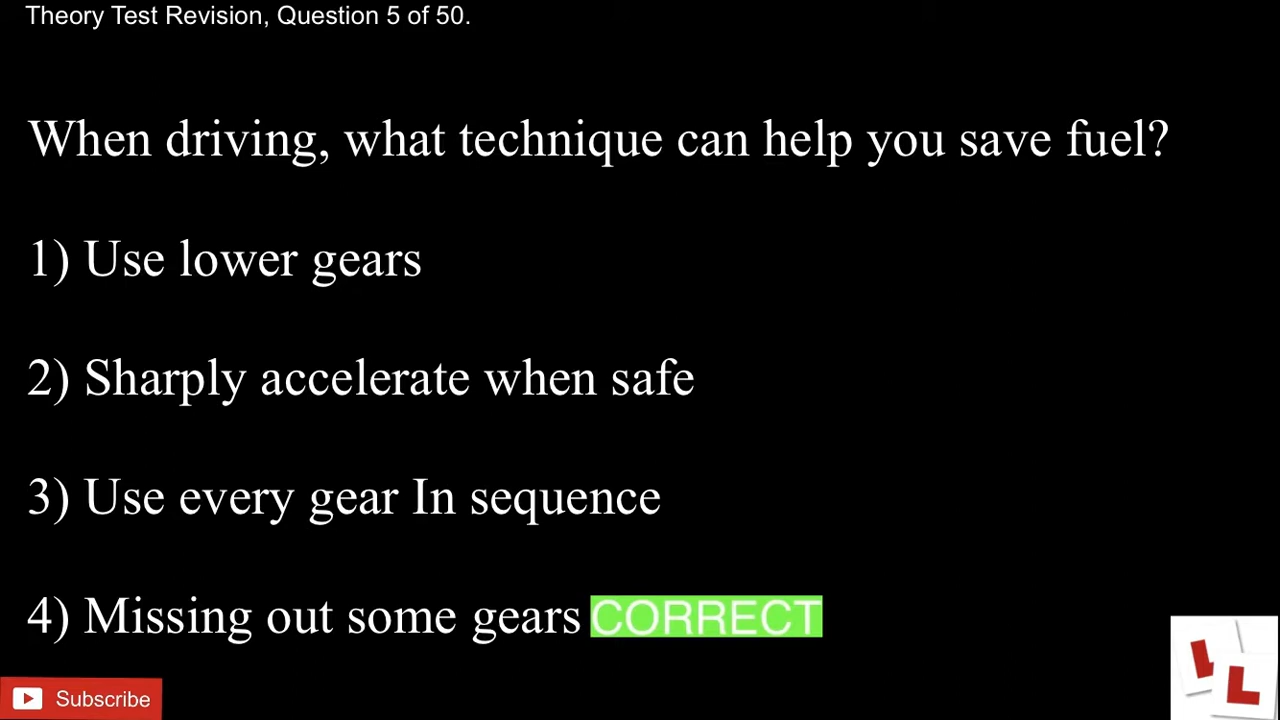 Theory Test Revision, Question 5 of 50.
When driving, what technique can help you save fuel?
1) Use lower gears
2) Sharply accelerate when safe
3) Use every gear In sequence
4) Missing out some gears CORRECT
Subscribe
L L